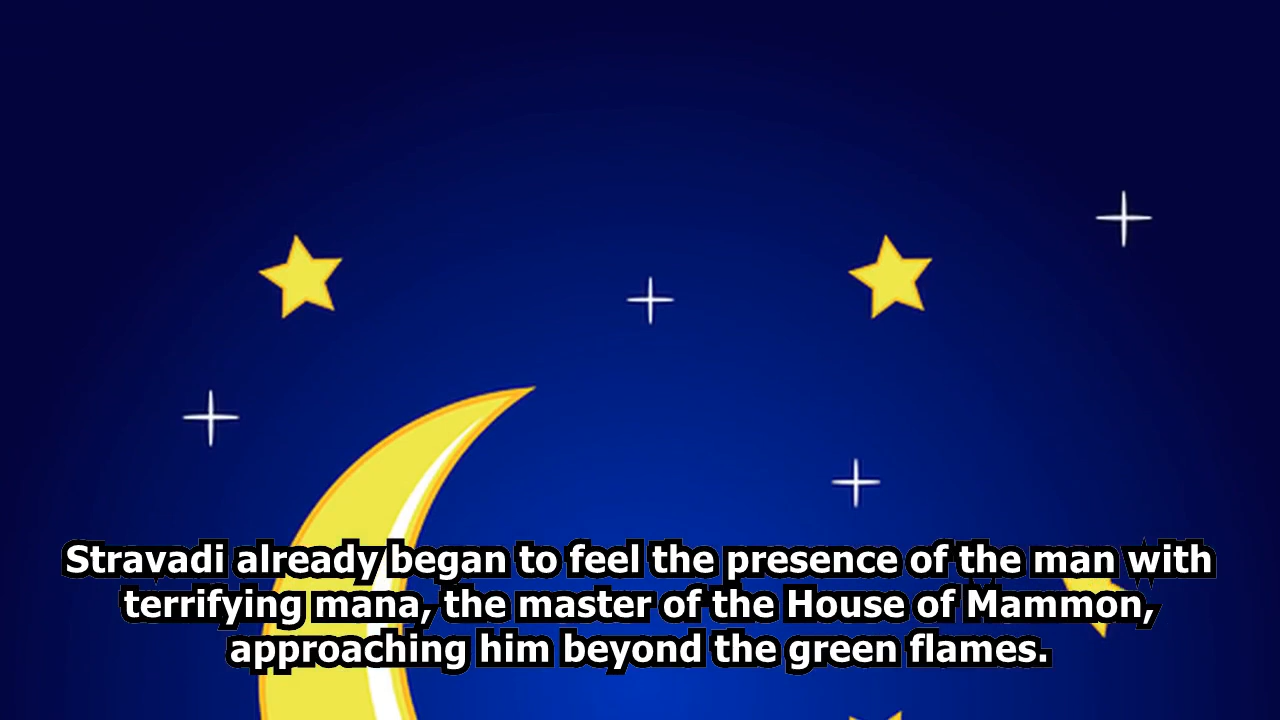 Stravadi already began to feel the presence of the man with
terrifying mana, the master of the House of Mammon,
approaching him beyond the green flames.